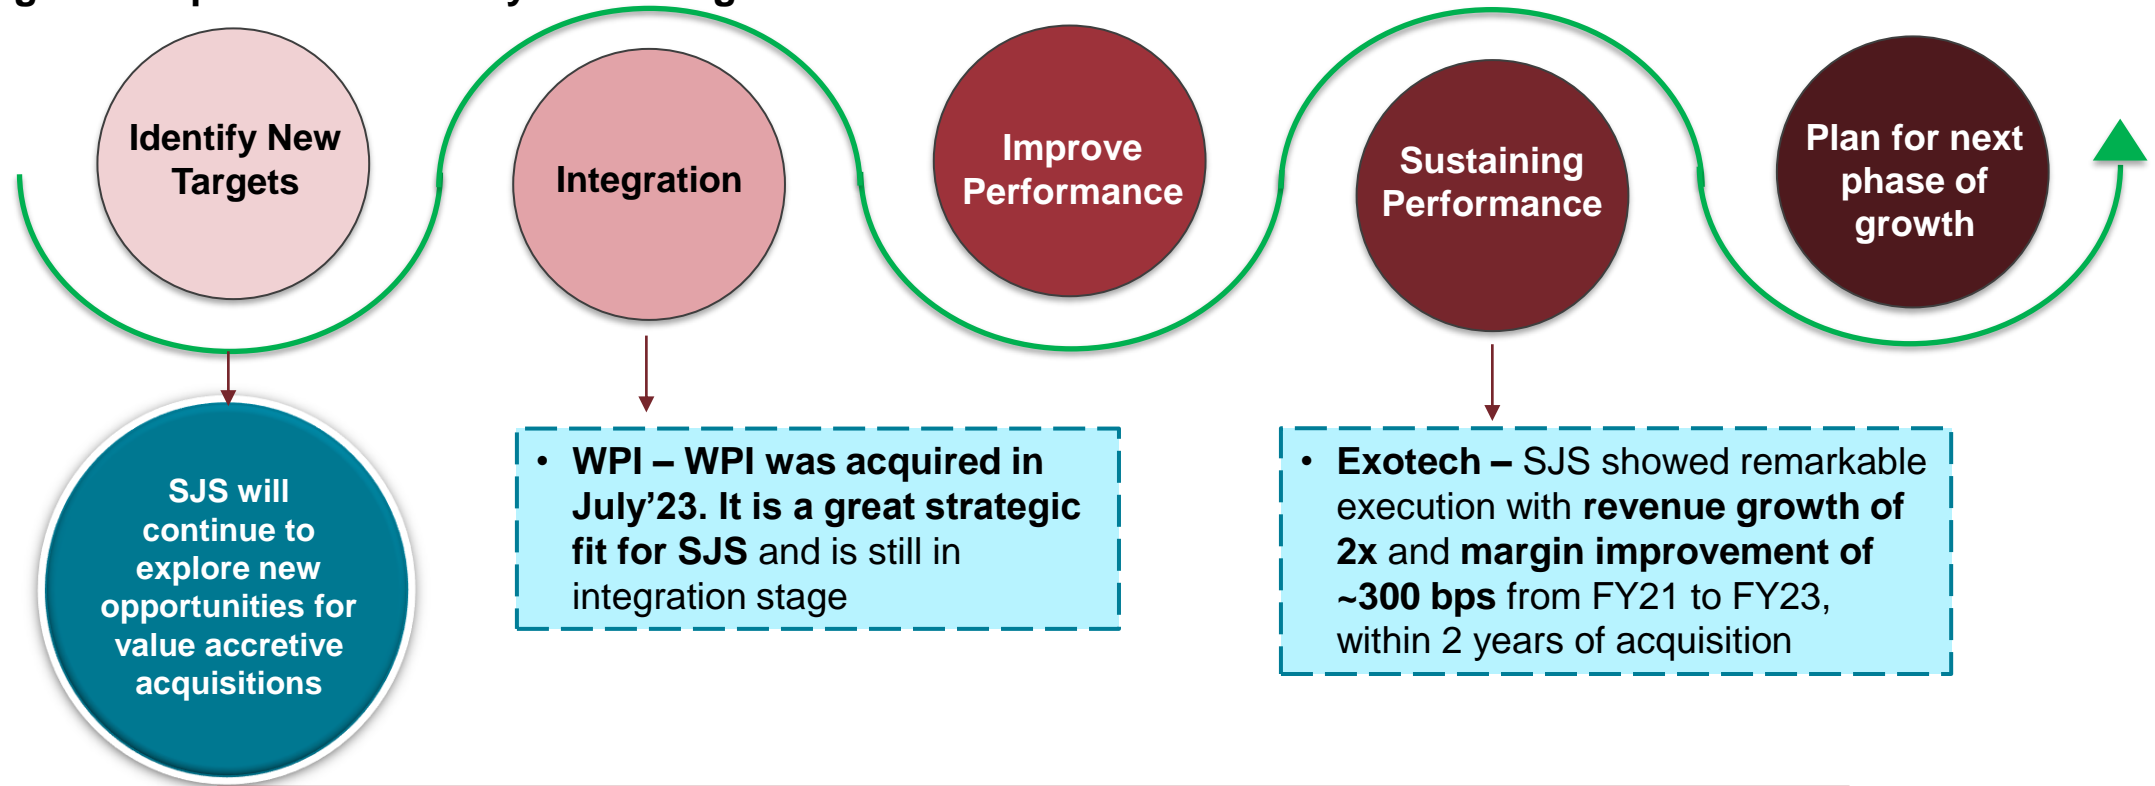 Identify New
Targets
Integration
Improve
Performance
Sustaining
Performance
Plan for next
phase of
growth
SJS will
continue to
explore new
opportunities for
value accretive
acquisitions
• WPI – WPI was acquired in
July’23. It is a great strategic
fit for SJS and is still in
integration stage
• Exotech – SJS showed remarkable
execution with revenue growth of
2x and margin improvement of
~300 bps from FY21 to FY23,
within 2 years of acquisition